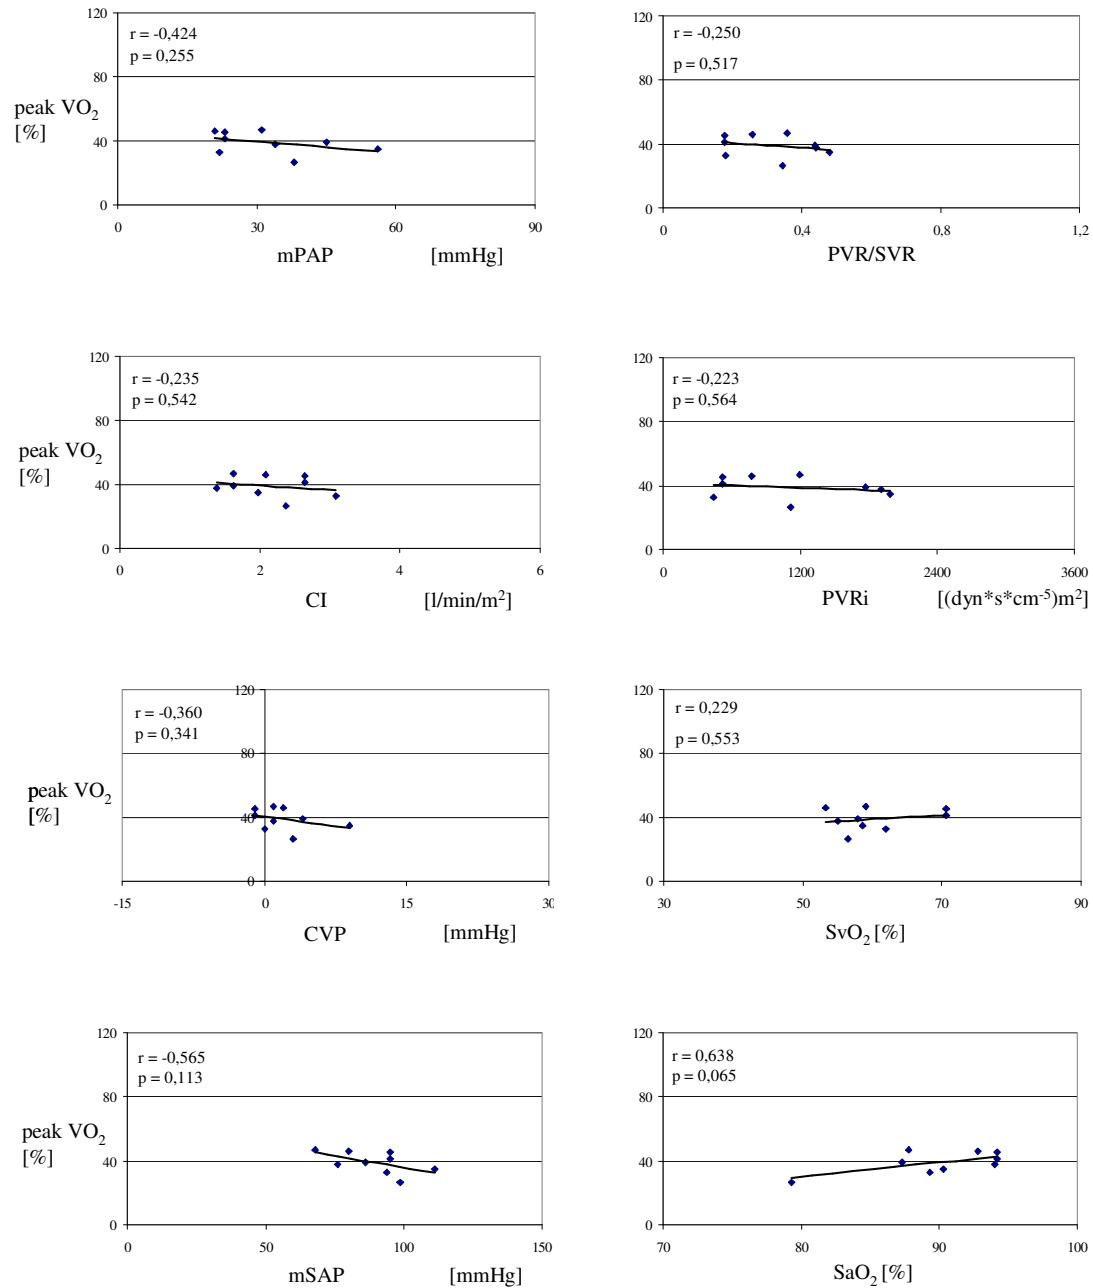 120
r = -0,424
p = 0,255
80
peak VO2
[%]
40
0
0 30 60 90
mPAP [mmHg]
120
r = -0,250
p = 0,517
80
40
0
0 0,4 0,8 1,2
PVR/SVR
120
r = -0,235
p = 0,542
80
peak VO2
[%]
40
0
0 2 4 6
CI [l/min/m2]
120
r = -0,223
p = 0,564
80
40
0
0 1200 2400 3600
PVRi [(dyn*s*cm-5)m2]
120
r = -0,360
p = 0,341
80
peak VO2
[%]
40
0
-15 0 15 30
CVP [mmHg]
120
r = 0,229
p = 0,553
80
40
0
30 50 70 90
SvO2 [%]
120
r = -0,565
p = 0,113
80
peak VO2
[%]
40
0
0 50 100 150
mSAP [mmHg]
120
r = 0,638
p = 0,065
80
40
0
70 80 90 100
SaO2 [%]